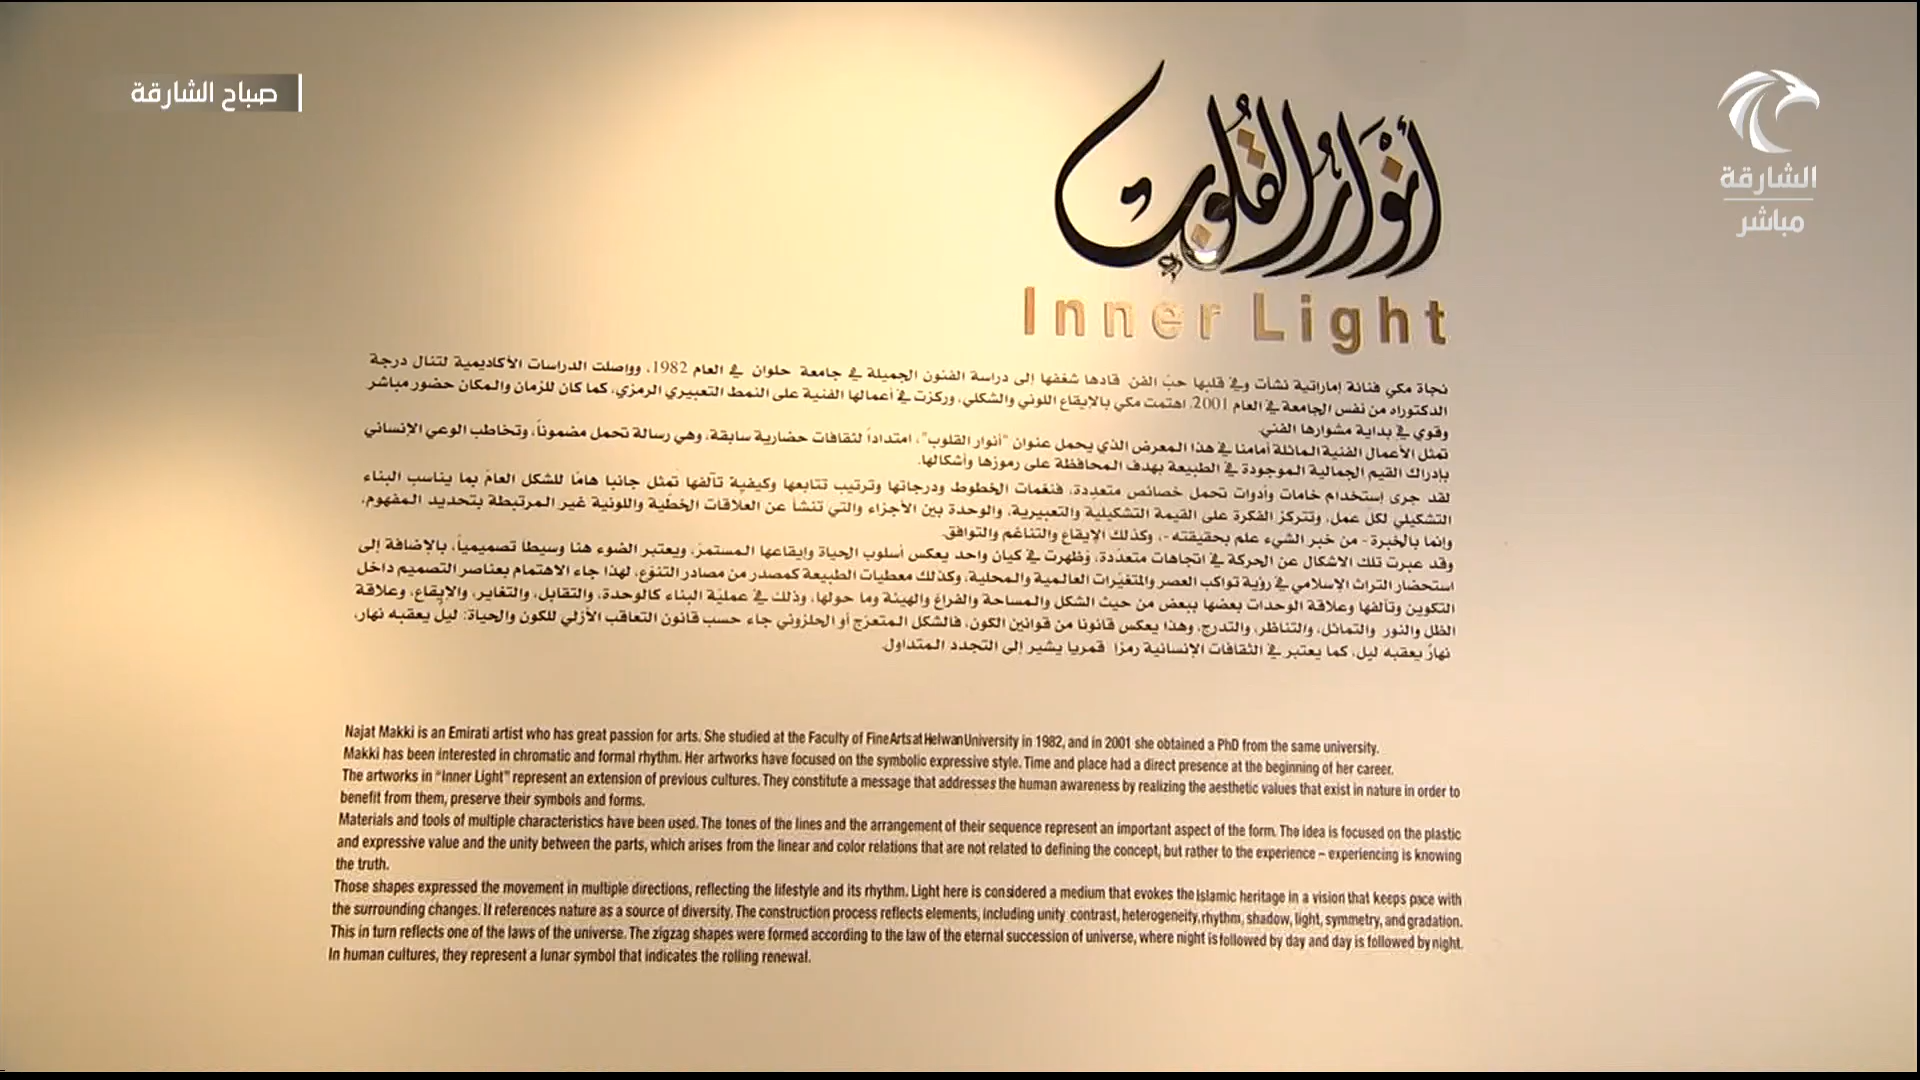 صباح الشارقة
الشارقة
مباشر
أنوار القلوب
Inner Light
نجاة مكي فنانة إماراتية نشأت وفي قلبها حبّ الفن. قادها شغفها إلى دراسة الفنون الجميلة في جامعة حلوان في العام 1982، وواصلت الدراسات الأكاديمية لتنال درجة
الدكتوراه من نفس الجامعة في العام 2001. اهتمت مكي بالإيقاع اللوني والشكلي، وركزت في أعمالها الفنية على النمط التعبيري الرمزي، كما كان للزمان والمكان حضور مباشر
وقوي في بداية مشوارها الفني.
تمثل الأعمال الفنية الماثلة أمامنا في هذا المعرض الذي يحمل عنوان "أنوار القلوب"، امتداداً لثقافات حضارية سابقة، وهي رسالة تحمل مضموناً، وتخاطب الوعي الإنساني
بإدراك القيم الجمالية الموجودة في الطبيعة بهدف المحافظة على رموزها وأشكالها.
لقد جرى إستخدام خامات وأدوات تحمل خصائص متعدّدة، فنغمات الخطوط ودرجاتها وترتيب تتابعها وكيفية تآلفها تمثل جانبا هامًا للشكل العام بما يناسب البناء
التشكيلي لكل عمل، وتتركز الفكرة على القيمة التشكيلية والتعبيرية، والوحدة بين الأجزاء والتي تنشأ عن العلاقات الخطّية واللونية غير المرتبطة بتحديد المفهوم،
وإنما بالخبرة - من خبر الشيء علم بحقيقته -، وكذلك الإيقاع والتناغم والتوافق.
وقد عبرت تلك الاشكال عن الحركة في اتجاهات متعدّدة، وظهرت في كيان واحد يعكس أسلوب الحياة وإيقاعها المستمرّ، ويعتبر الضوء هنا وسيطاً تصميمياً، بالإضافة إلى
استحضار التراث الإسلامي في رؤية تواكب العصر والمتغيّرات العالمية والمحلية، وكذلك معطيات الطبيعة كمصدر من مصادر التنوّع، لهذا جاء الاهتمام بعناصر التصميم داخل
التكوين وتآلفها وعلاقة الوحدات بعضها ببعض من حيث الشكل والمساحة والفراغ والهيئة وما حولها، وذلك في عمليّة البناء كالوحدة، والتقابل، والتغاير، والإيقاع، وعلاقة
الظل والنور والتماثل، والتناظر، والتدرج، وهذا يعكس قانونا من قوانين الكون، فالشكل المتعرّج أو الحلزوني جاء حسب قانون التعاقب الأزلي للكون والحياة: ليل يعقبه نهار،
نهارٌ يعقبه ليل، كما يعتبر في الثقافات الإنسانية رمزا قمريا يشير إلى التجدد المتداول.
Najat Makki is an Emirati artist who has great passion for arts. She studied at the Faculty of Fine Arts at Helwan University in 1982, and in 2001 she obtained a PhD from the same university.
Makki has been interested in chromatic and formal rhythm. Her artworks have focused on the symbolic expressive style. Time and place had a direct presence at the beginning of her career.
The artworks in “Inner Light” represent an extension of previous cultures. They constitute a message that addresses the human awareness by realizing the aesthetic values that exist in nature in order to
benefit from them, preserve their symbols and forms.
Materials and tools of multiple characteristics have been used. The tones of the lines and the arrangement of their sequence represent an important aspect of the form. The idea is focused on the plastic
and expressive value and the unity between the parts, which arises from the linear and color relations that are not related to defining the concept, but rather to the experience – experiencing is knowing
the truth.
Those shapes expressed the movement in multiple directions, reflecting the lifestyle and its rhythm. Light here is considered a medium that evokes the Islamic heritage in a vision that keeps pace with
the surrounding changes. It references nature as a source of diversity. The construction process reflects elements, including unity contrast, heterogeneity, rhythm, shadow, light, symmetry, and gradation.
This in turn reflects one of the laws of the universe. The zigzag shapes were formed according to the law of the eternal succession of universe, where night is followed by day and day is followed by night.
In human cultures, they represent a lunar symbol that indicates the rolling renewal.